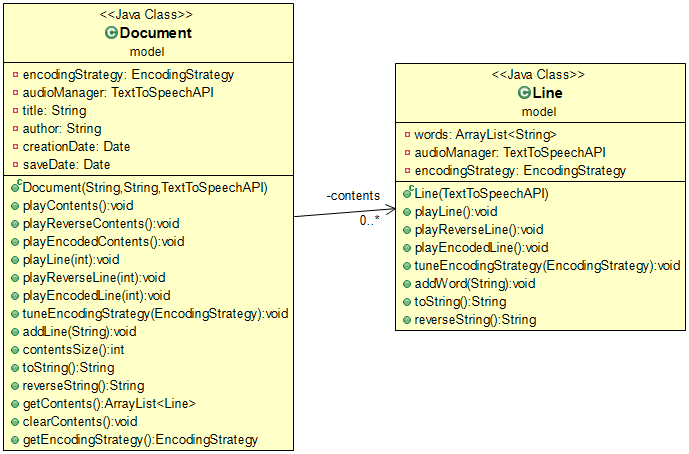 <<Java Class>>
Document
model
encodingStrategy: EncodingStrategy
audioManager: TextToSpeechAPI
title: String
author: String
creationDate: Date
saveDate: Date
Document(String,String,TextToSpeechAPI)
playContents():void
playReverseContents():void
playEncodedContents():void
playLine(int):void
playReverseLine(int):void
playEncodedLine(int):void
tuneEncodingStrategy(EncodingStrategy):void
addLine(String):void
contentsSize():int
toString():String
reverseString():String
getContents():ArrayList<Line>
clearContents():void
getEncodingStrategy():EncodingStrategy
-contents
0..*
<<Java Class>>
Line
model
words: ArrayList<String>
audioManager: TextToSpeechAPI
encodingStrategy: EncodingStrategy
Line(TextToSpeechAPI)
playLine():void
playReverseLine():void
playEncodedLine():void
tuneEncodingStrategy(EncodingStrategy):void
addWord(String):void
toString():String
reverseString():String